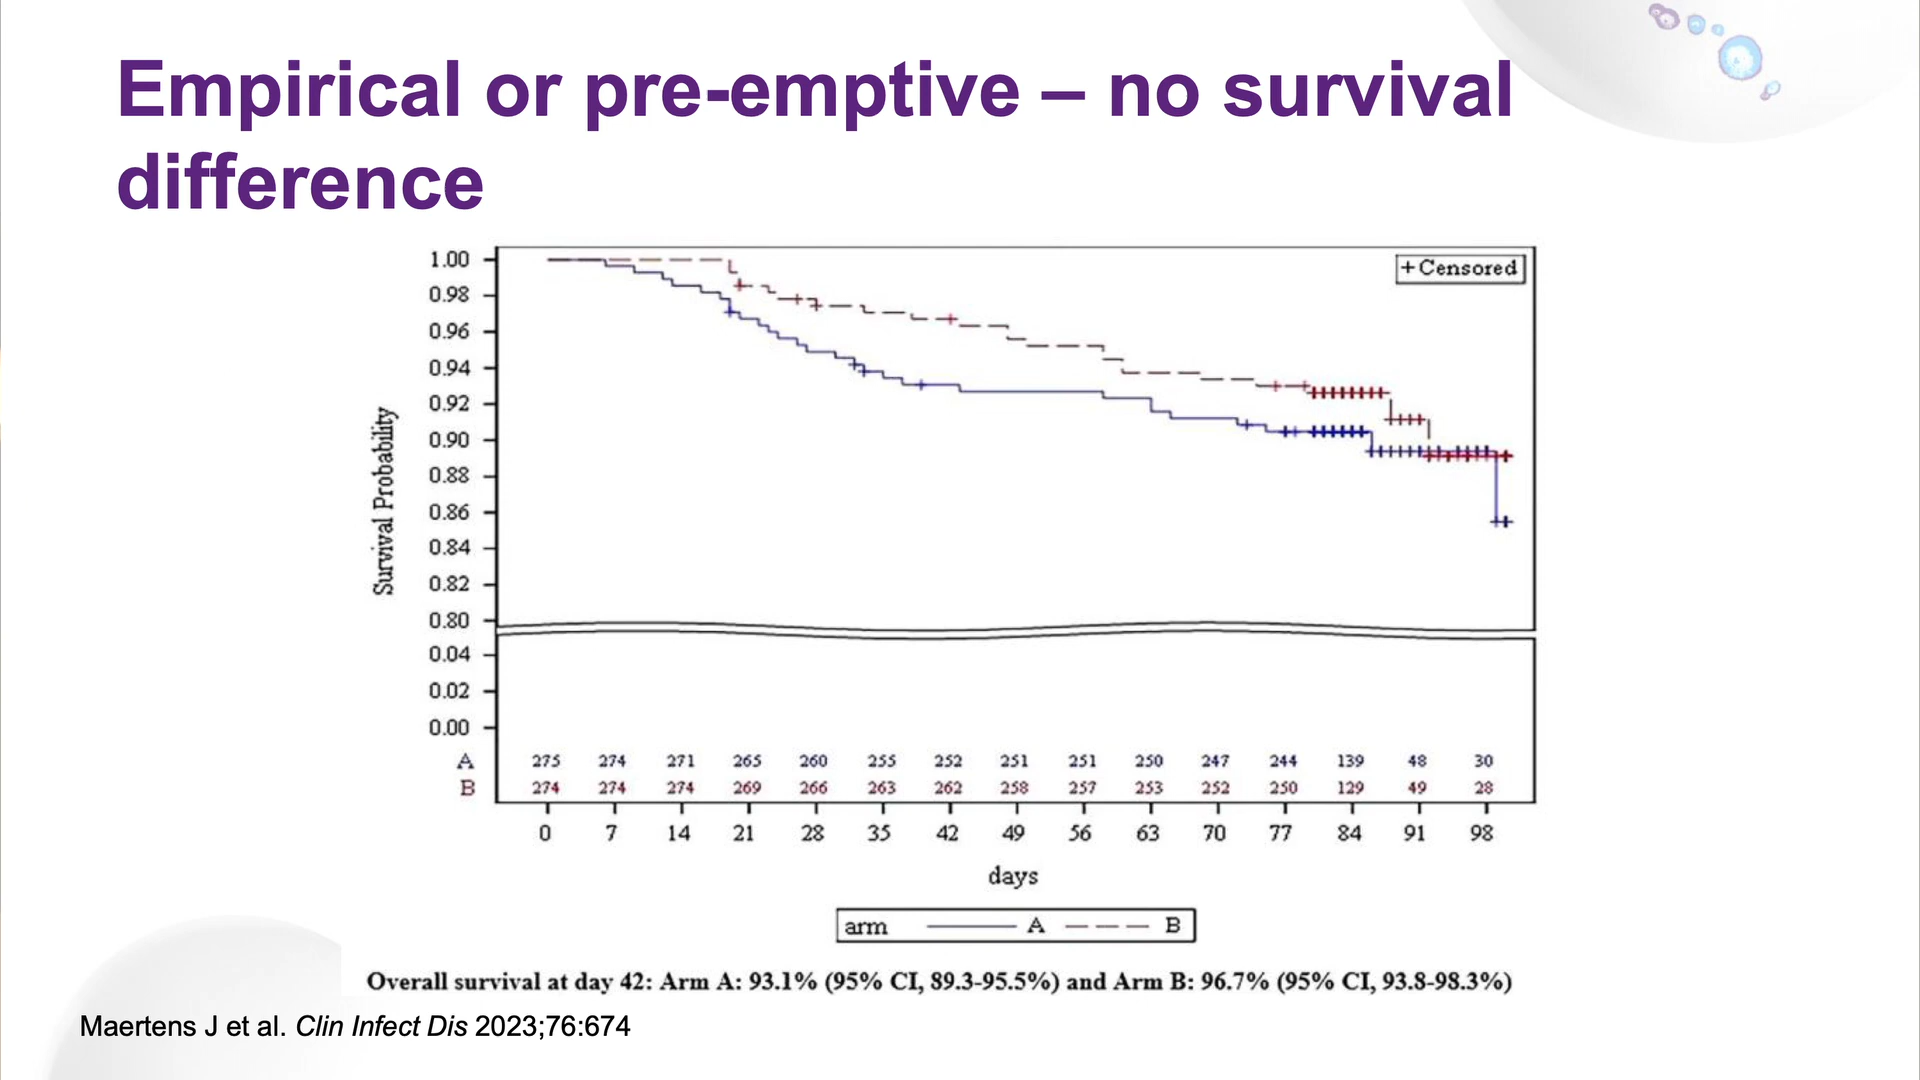 Empirical or pre-emptive – no survival
difference
+ Censored
1.00
0.98
0.96
0.94
0.92
0.90
0.88
0.86
0.84
0.82
0.80
0.04
0.02
0.00
Survival Probability
A 275 274 271 265 260 255 252 251 251 250 247 244 139 48 30
B 274 274 274 269 266 263 262 258 257 253 252 250 129 49 28
0 7 14 21 28 35 42 49 56 63 70 77 84 91 98
days
arm A B
Overall survival at day 42: Arm A: 93.1% (95% CI, 89.3-95.5%) and Arm B: 96.7% (95% CI, 93.8-98.3%)
Maertens J et al. Clin Infect Dis 2023;76:674